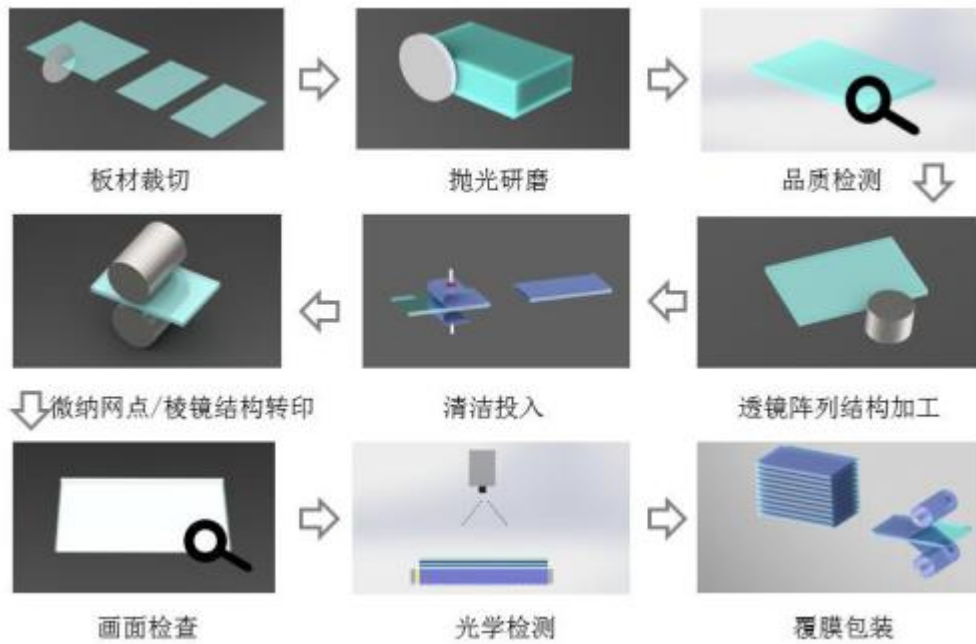 板材裁切
抛光研磨
品质检测
透镜阵列结构加工
清洁投入
微纳网点/棱镜结构转印
画面检查
光学检测
覆膜包装